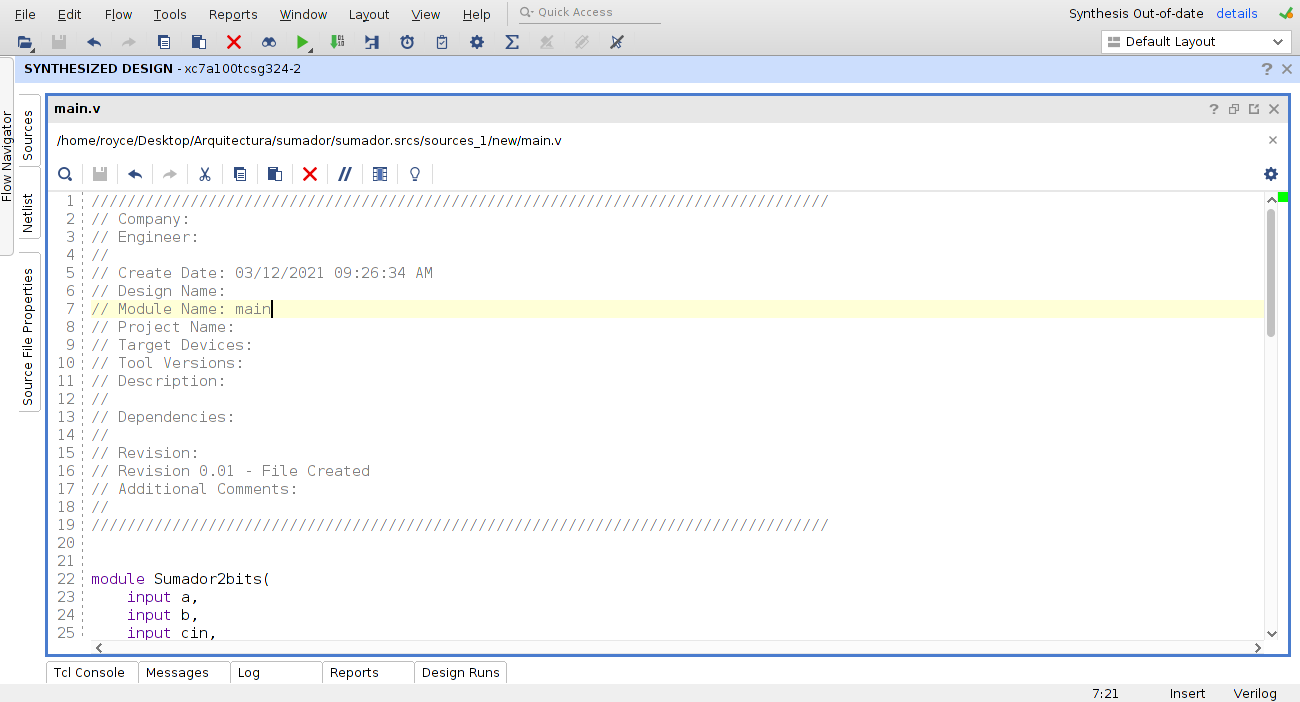 File Edit Flow Tools Reports Window Layout View Help Quick Access Synthesis Out-of-date details
Default Layout
SYNTHESIZED DESIGN - xc7a100tcsg324-2
Flow Navigator
Sources
Netlist
Source File Properties
main.v
/home/royce/Desktop/Arquitectura/sumador/sumador.srcs/sources_1/new/main.v
1 //////////////////////////////////////////////////////////////////////////////////
2 // Company:
3 // Engineer:
4 //
5 // Create Date: 03/12/2021 09:26:34 AM
6 // Design Name:
7 // Module Name: main
8 // Project Name:
9 // Target Devices:
10 // Tool Versions:
11 // Description:
12 //
13 // Dependencies:
14 //
15 // Revision:
16 // Revision 0.01 - File Created
17 // Additional Comments:
18 //
19 //////////////////////////////////////////////////////////////////////////////////
20
21
22 module Sumador2bits(
23 input a,
24 input b,
25 input cin,
Tcl Console Messages Log Reports Design Runs
7:21 Insert Verilog